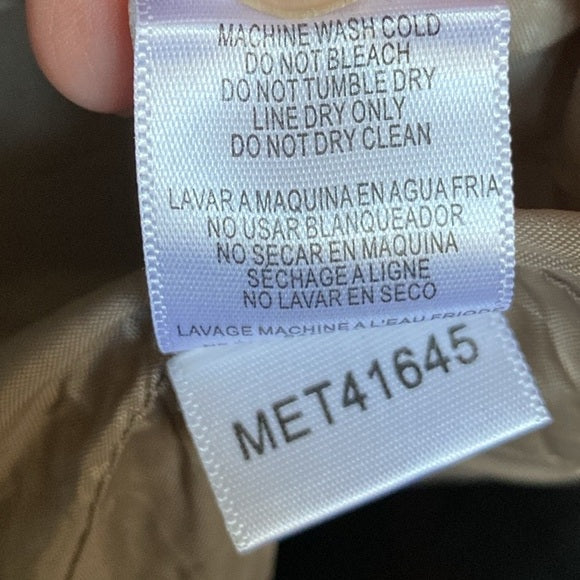 MACHINE WASH COLD
DO NOT BLEACH
DO NOT TUMBLE DRY
LINE DRY ONLY
DO NOT DRY CLEAN
LAVAR A MAQUINA EN AGUA FRIA
NO USAR BLANQUEADOR
NO SECAR EN MAQUINA
SÉCHAGE A LIGNE
NO LAVAR EN SECO
LAVAGE MACHINE A L'EAU FRIODE
MET41645